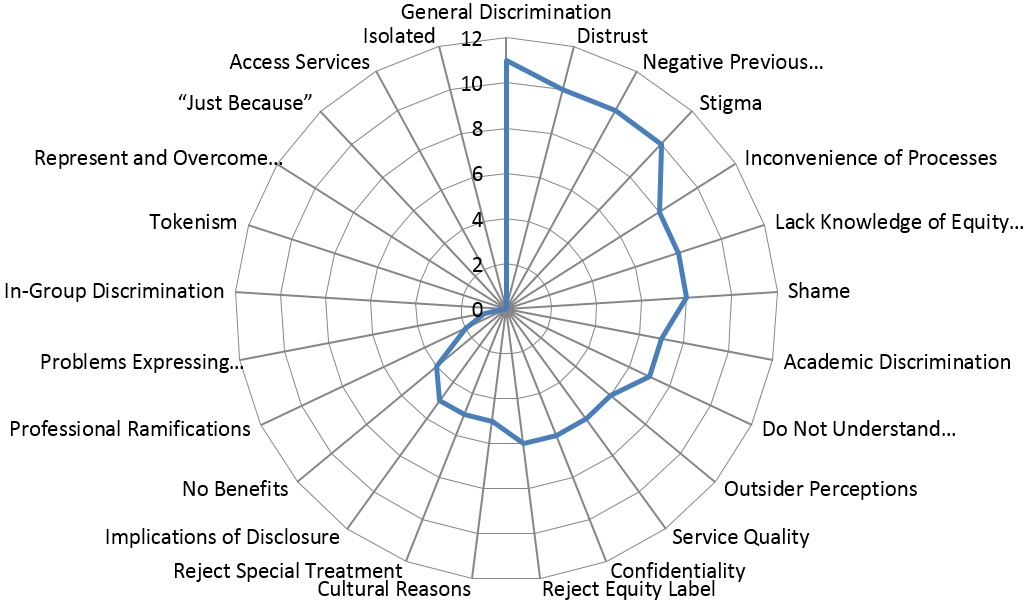 General Discrimination
Distrust
Negative Previous...
Stigma
Inconvenience of Processes
Lack Knowledge of Equity...
Shame
Academic Discrimination
Do Not Understand...
Outsider Perceptions
Service Quality
Confidentiality
Reject Equity Label
Cultural Reasons
Reject Special Treatment
Implications of Disclosure
No Benefits
Professional Ramifications
Problems Expressing...
In-Group Discrimination
Tokenism
Represent and Overcome...
“Just Because”
Access Services
Isolated
12
10
8
6
4
2
0